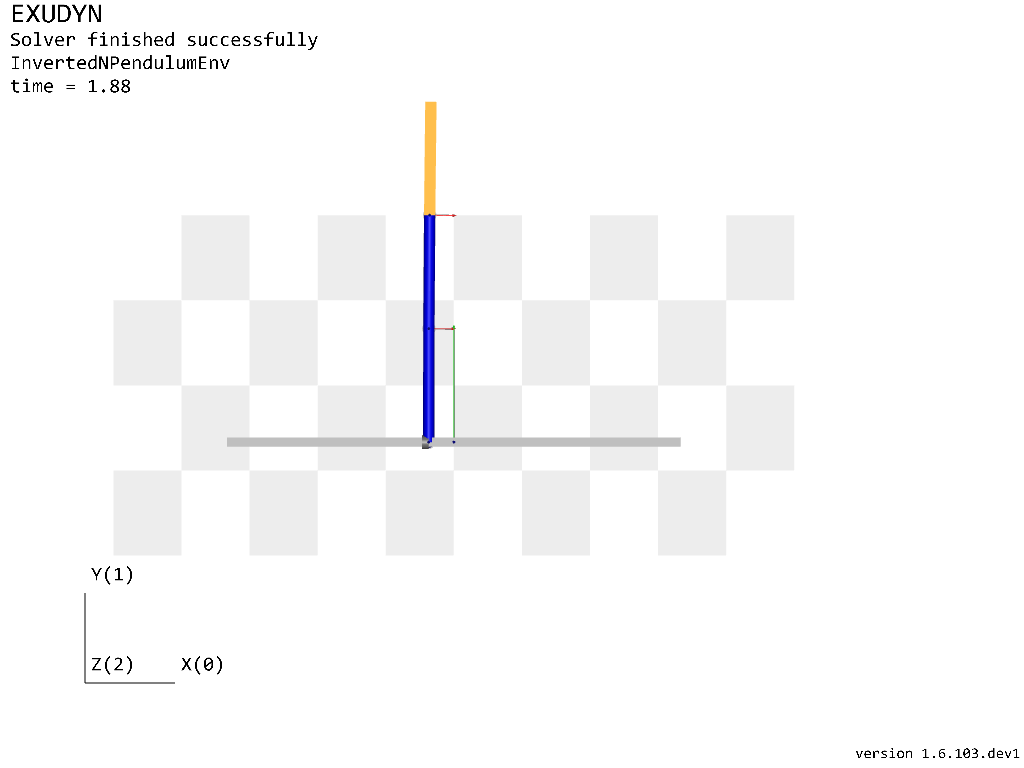 EXUDYN
Solver finished successfully
InvertedNPendulumEnv
time = 1.88
Y(1)
Z(2) X(0)
version 1.6.103.dev1